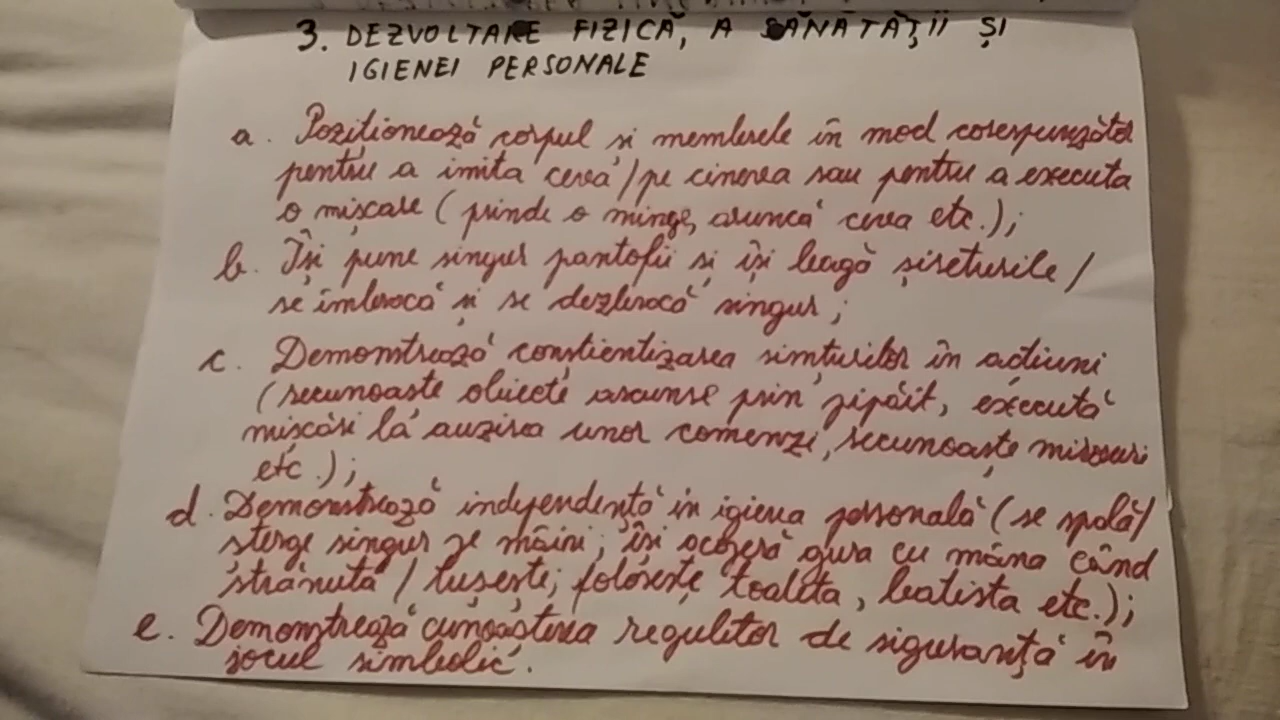 3. DEZVOLTARE FIZICĂ, A SĂNĂTĂȚII ȘI
IGIENEI PERSONALE
a. Poziționează corpul și membrele în mod corespunzător
pentru a imita ceva/pe cineva sau pentru a executa
o mișcare (prinde o minge, aruncă ceva etc.);
b. Își pune singur pantofii și își leagă șireturile /
se îmbracă și se dezbracă singur;
c. Demonstrează conștientizarea simțurilor în acțiuni
(recunoaște obiecte ascunse prin pipăit, execută
mișcări la auzirea unor comenzi, recunoaște mirosuri
etc.);
d. Demonstrează independență în igiena personală (se spală/
șterge singur pe mâini; își acoperă gura cu mâna când
strănută / tușește; folosește toaleta, batista etc.);
e. Demonstrează cunoașterea regulilor de siguranță în
jocul simbolic.